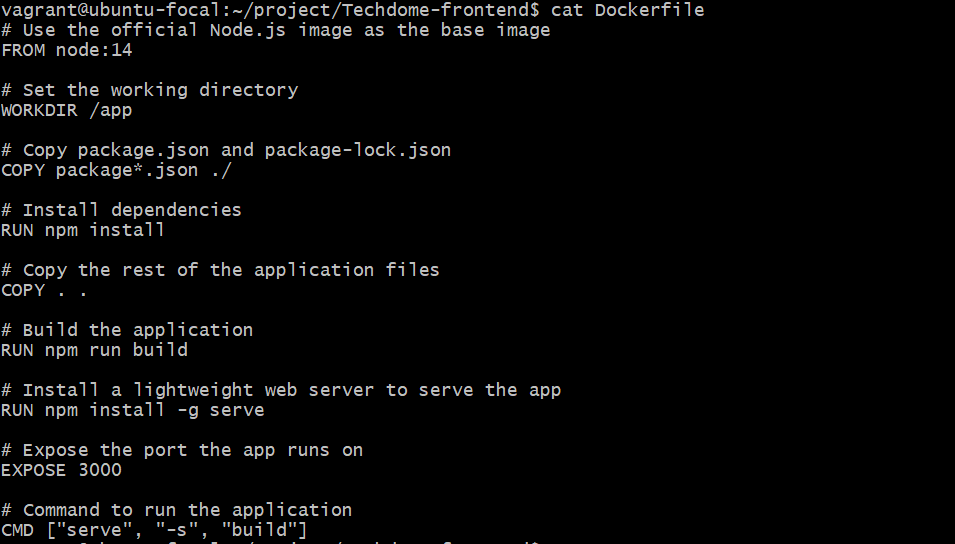 vagrant@ubuntu-focal:~/project/Techdome-frontend$ cat Dockerfile
# Use the official Node.js image as the base image
FROM node:14
# Set the working directory
WORKDIR /app
# Copy package.json and package-lock.json
COPY package*.json ./
# Install dependencies
RUN npm install
# Copy the rest of the application files
COPY . .
# Build the application
RUN npm run build
# Install a lightweight web server to serve the app
RUN npm install -g serve
# Expose the port the app runs on
EXPOSE 3000
# Command to run the application
CMD ["serve", "-s", "build"]